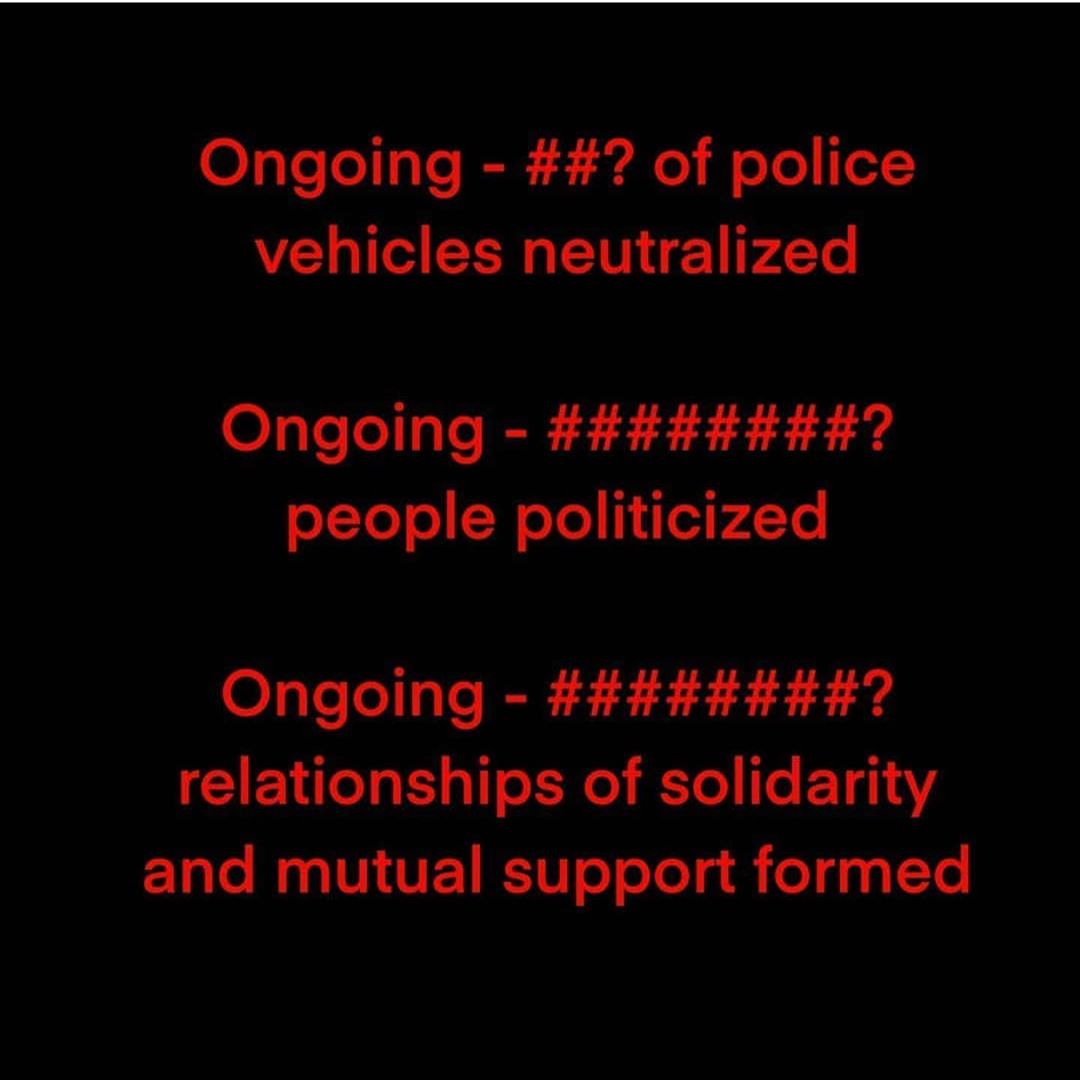 Ongoing - ##? of police
vehicles neutralized
Ongoing - ########?
people politicized
Ongoing - ########?
relationships of solidarity
and mutual support formed